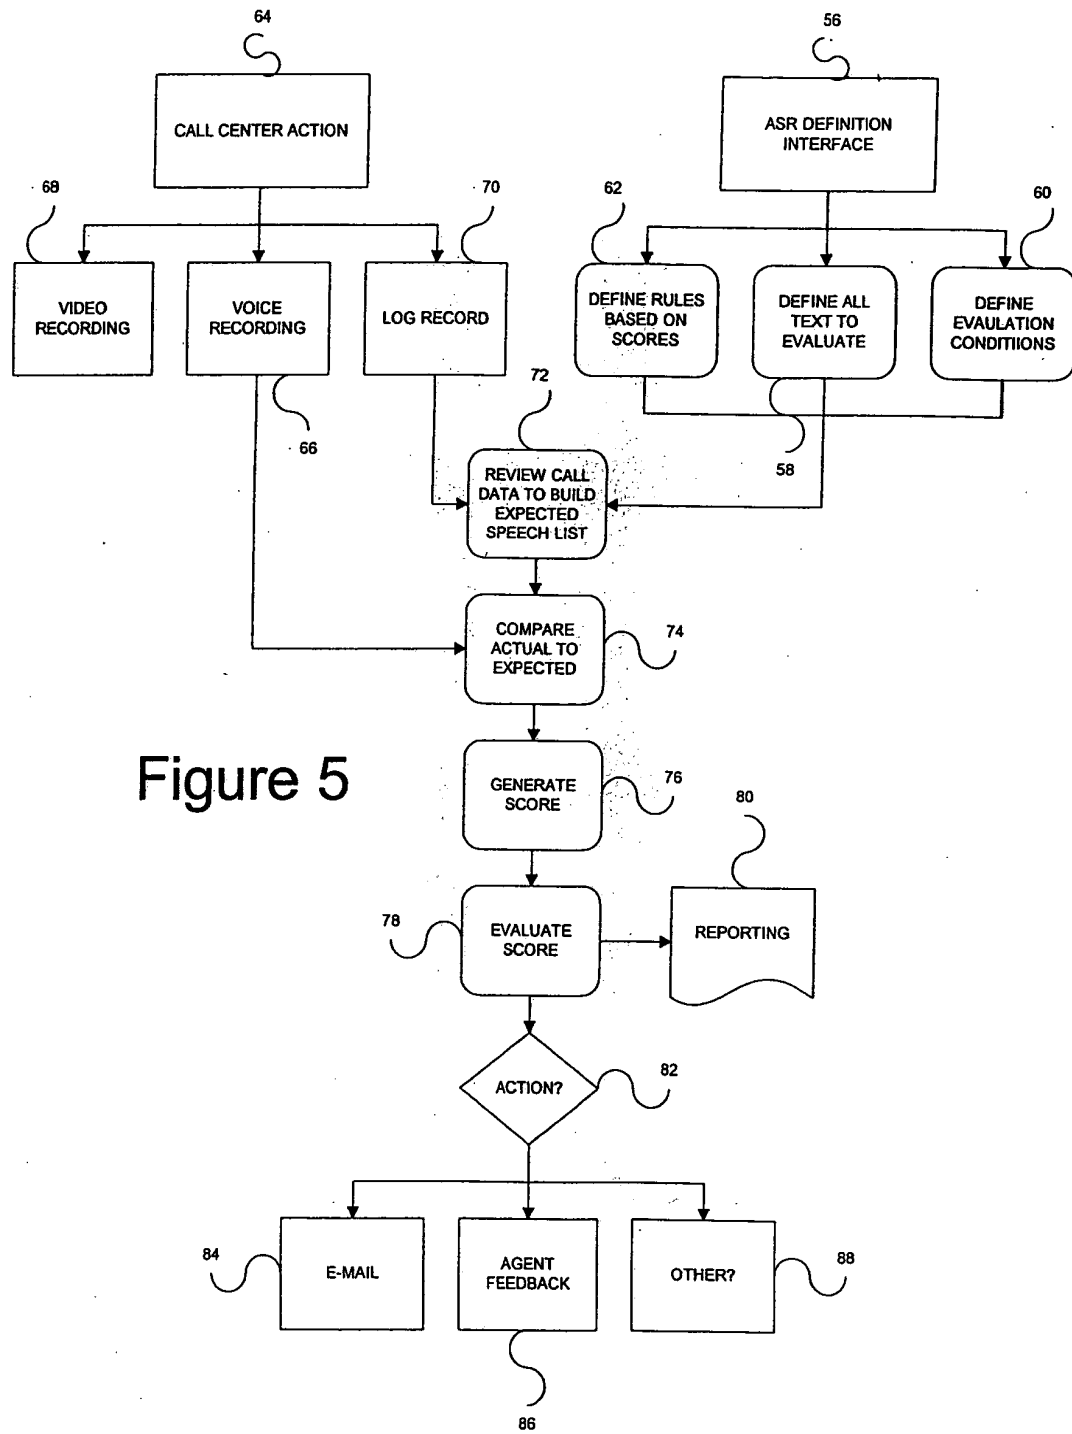 64
56
CALL CENTER ACTION
ASR DEFINITION
INTERFACE
68
70
62
60
VIDEO
RECORDING
VOICE
RECORDING
LOG RECORD
DEFINE RULES
BASED ON
SCORES
DEFINE ALL
TEXT TO
EVALUATE
DEFINE
EVAULATION
CONDITIIONS
72
66
58
REVIEW CALL
DATA TO BUILD
EXPECTED
SPEECH LIST
COMPARE
ACTUAL TO
EXPECTED
74
Figure 5
GENERATE
SCORE
76
80
78
EVALUATE
SCORE
REPORTING
ACTION?
82
84
E-MAIL
AGENT
FEEDBACK
OTHER?
88
86